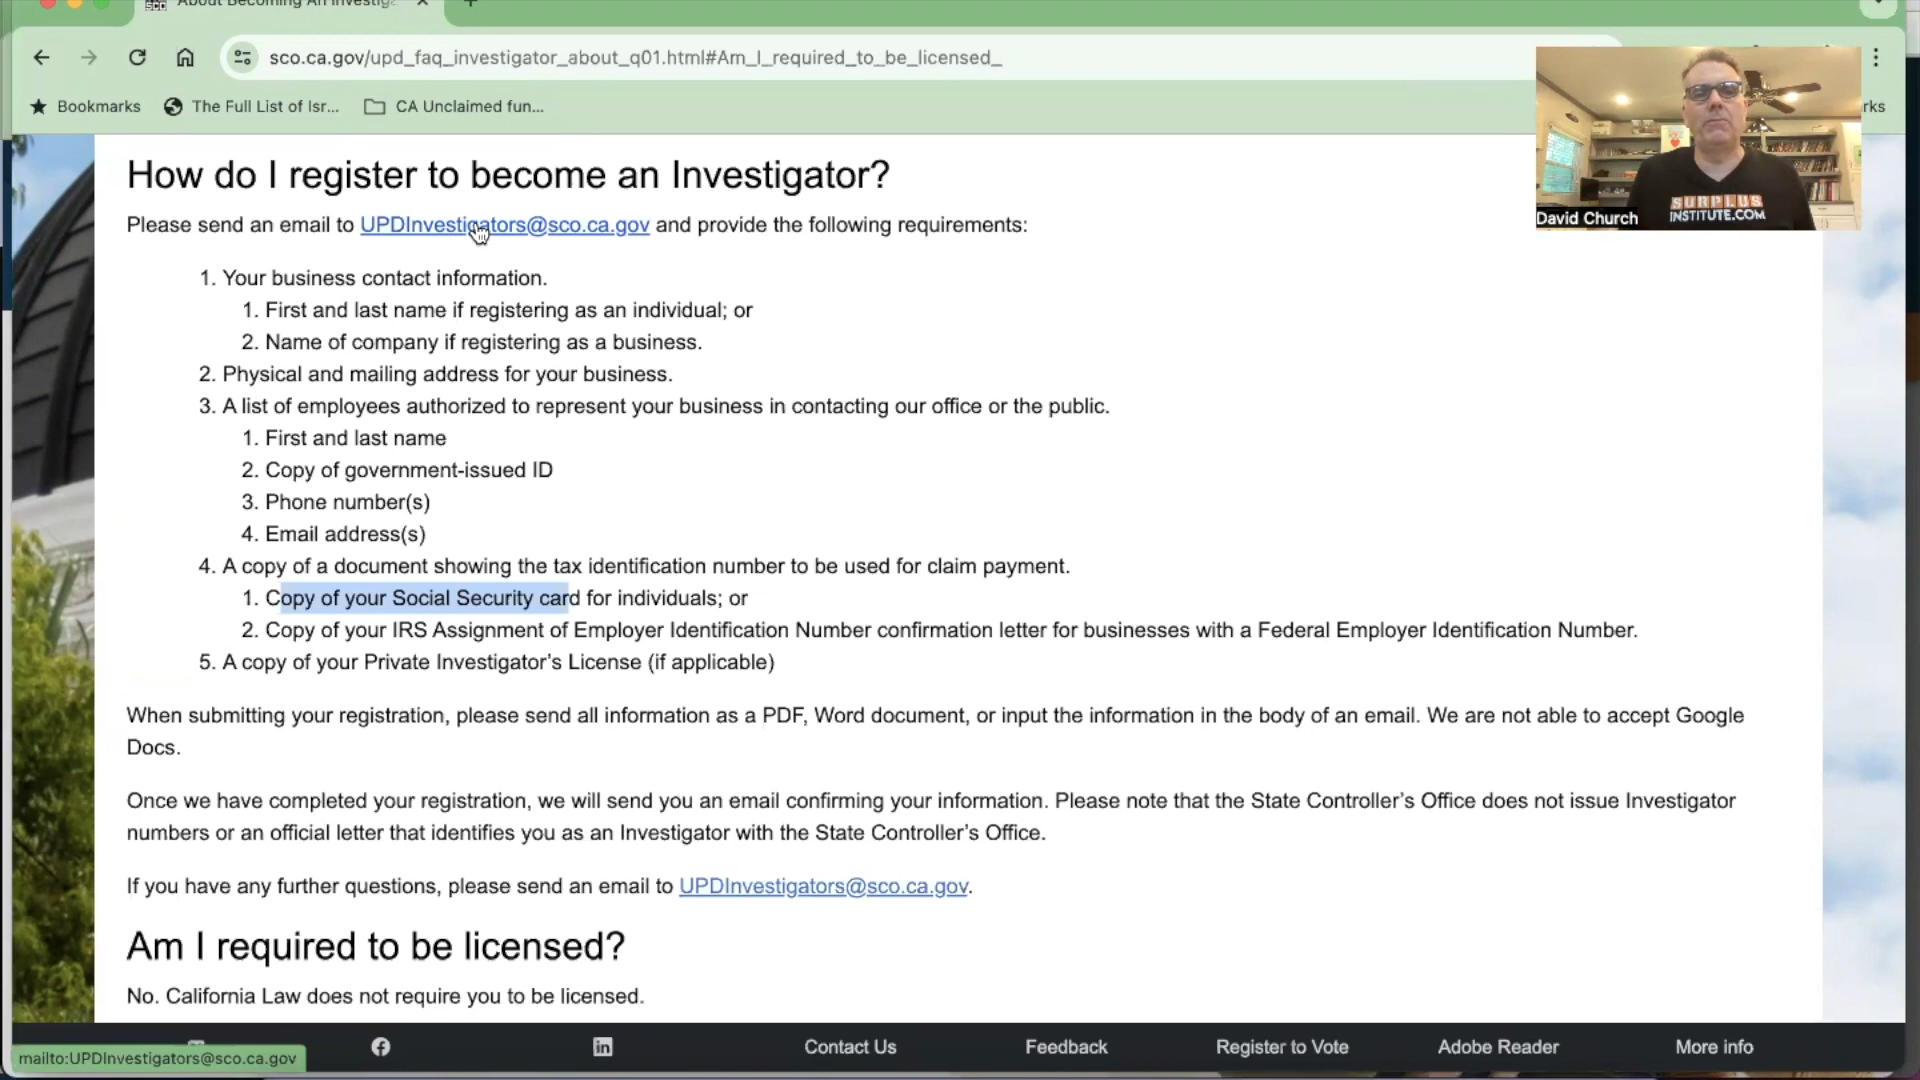 About Becoming An Investig
sco.ca.gov/upd_faq_investigator_about_q01.html#Am_I_required_to_be_licensed_
Bookmarks
The Full List of Isr...
CA Unclaimed fun...
rks
SURPLUS
INSTITUTE.COM
David Church
How do I register to become an Investigator?
Please send an email to UPDInvestigators@sco.ca.gov and provide the following requirements:
1. Your business contact information.
1. First and last name if registering as an individual; or
2. Name of company if registering as a business.
2. Physical and mailing address for your business.
3. A list of employees authorized to represent your business in contacting our office or the public.
1. First and last name
2. Copy of government-issued ID
3. Phone number(s)
4. Email address(s)
4. A copy of a document showing the tax identification number to be used for claim payment.
1. Copy of your Social Security card for individuals; or
2. Copy of your IRS Assignment of Employer Identification Number confirmation letter for businesses with a Federal Employer Identification Number.
5. A copy of your Private Investigator’s License (if applicable)
When submitting your registration, please send all information as a PDF, Word document, or input the information in the body of an email. We are not able to accept Google
Docs.
Once we have completed your registration, we will send you an email confirming your information. Please note that the State Controller’s Office does not issue Investigator
numbers or an official letter that identifies you as an Investigator with the State Controller’s Office.
If you have any further questions, please send an email to UPDInvestigators@sco.ca.gov.
Am I required to be licensed?
No. California Law does not require you to be licensed.
Contact Us
Feedback
Register to Vote
Adobe Reader
More info
mailto:UPDInvestigators@sco.ca.gov